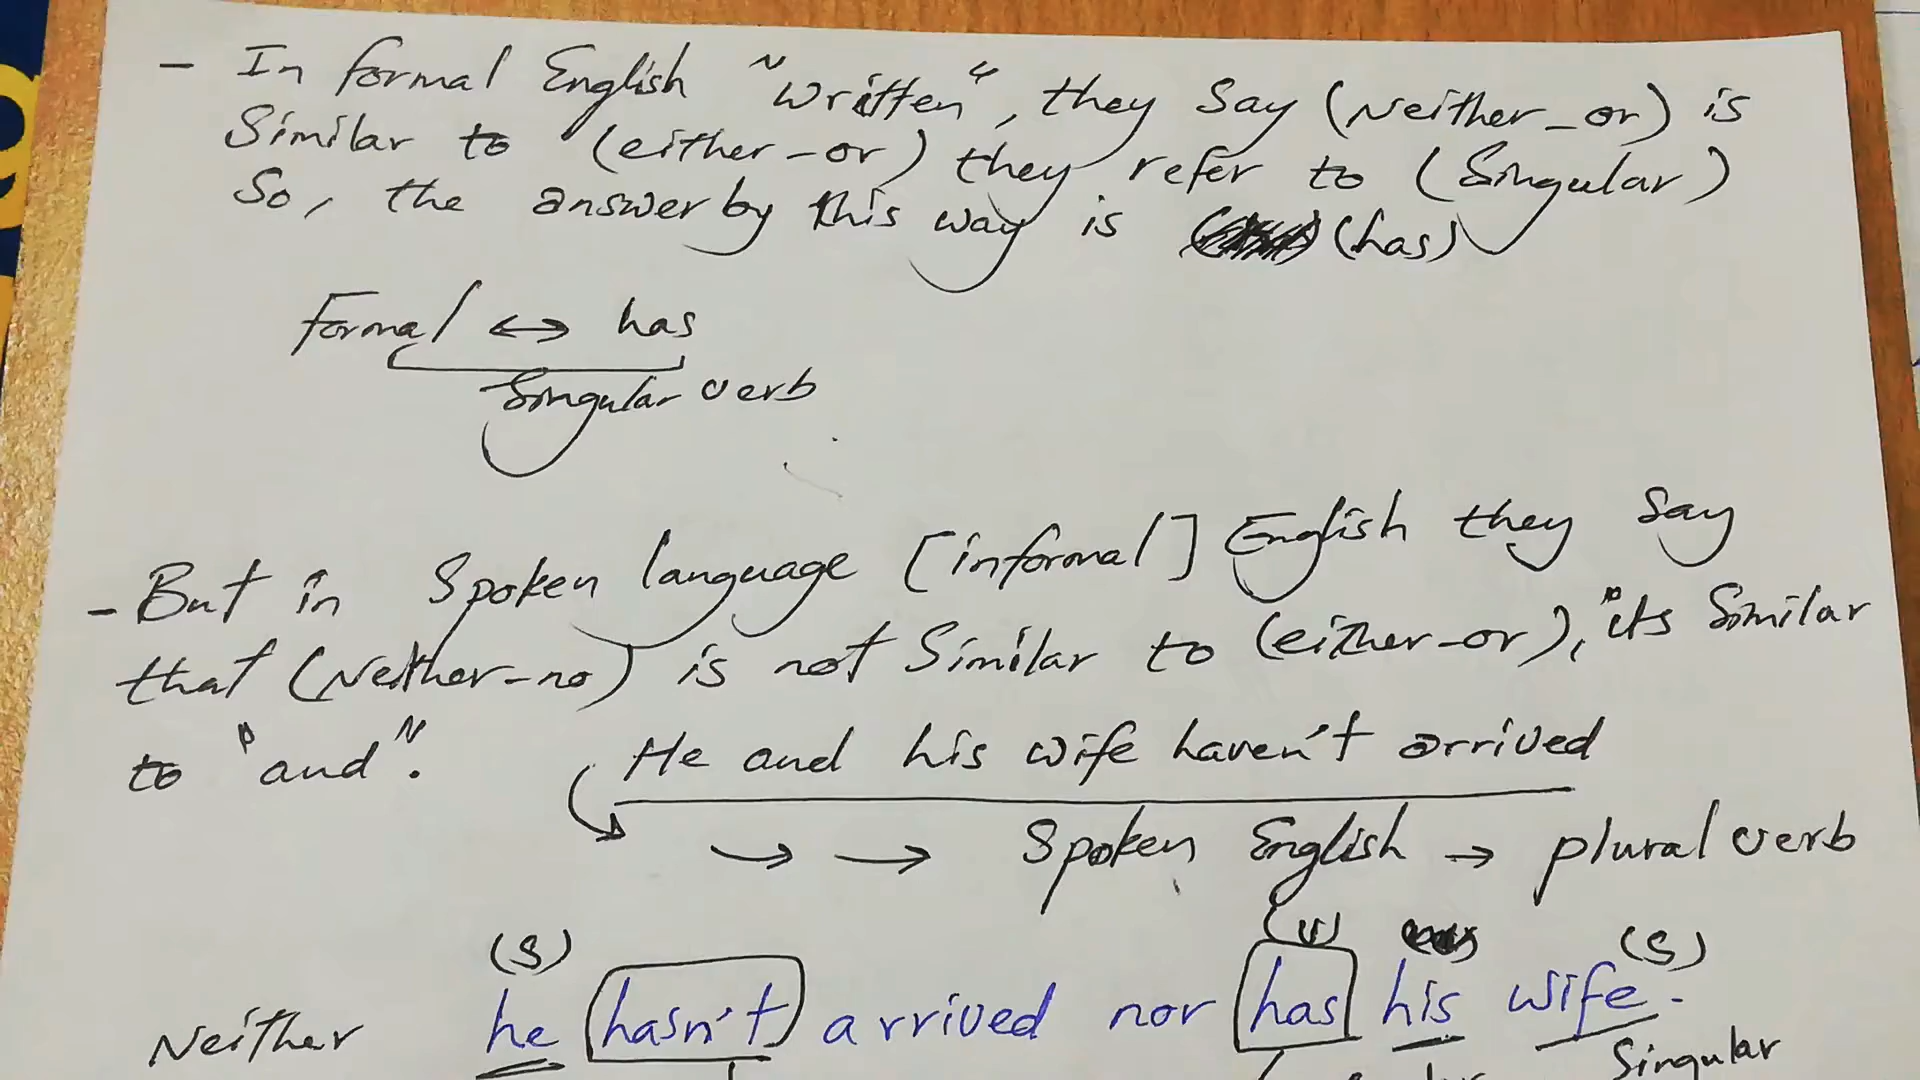 - In formal English "written", they say (Neither_or) is
Similar to (either-or) they refer to (Singular)
So, the answer by this way is (has)
Formal ↔ has
Singular verb
- But in Spoken language [informal] English they say
that (Neither-no) is not Similar to (either-or), "its Similar
to "and".
He and his wife haven't arrived
→ → Spoken English → plural verb
(S) (v) (S)
Neither he hasn't arrived nor has his wife.
Singular